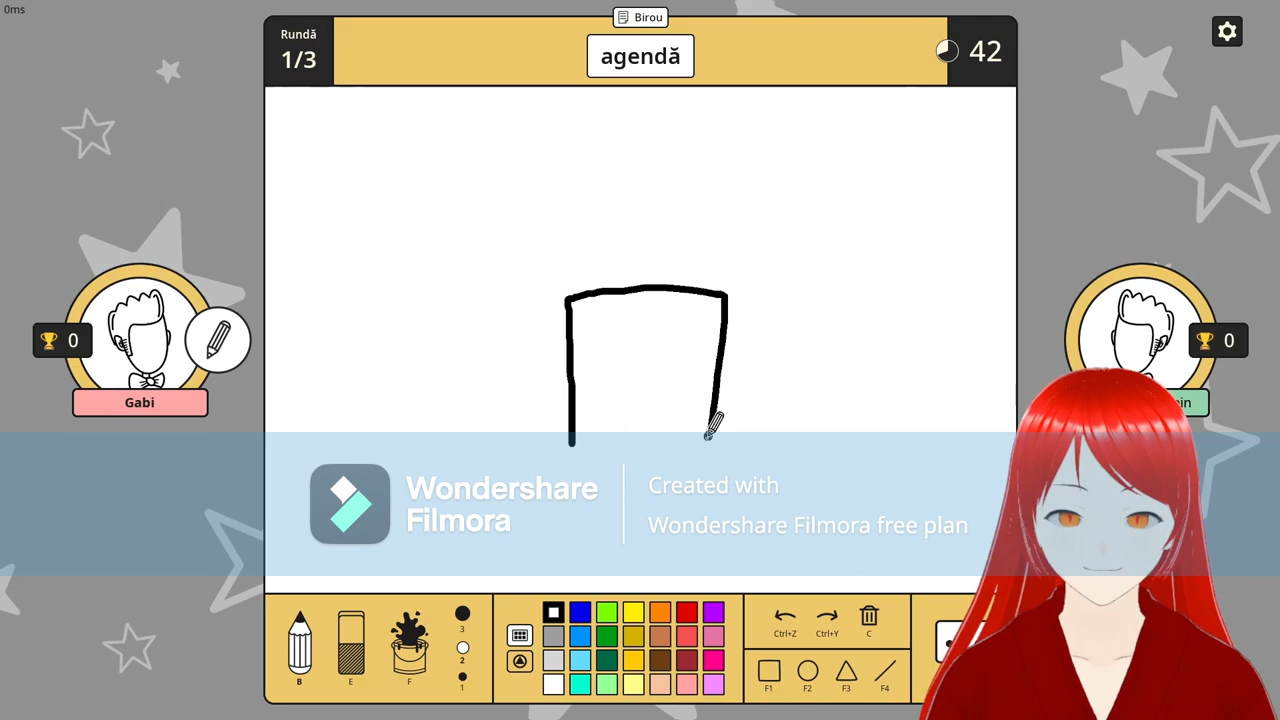 0ms
Birou
Rundă
1/3
agendă
42
0
0
Gabi
in
Wondershare
Filmora
Created with
Wondershare Filmora free plan
3
2
1
B
E
F
Ctrl+Z
Ctrl+Y
C
F1
F2
F3
F4